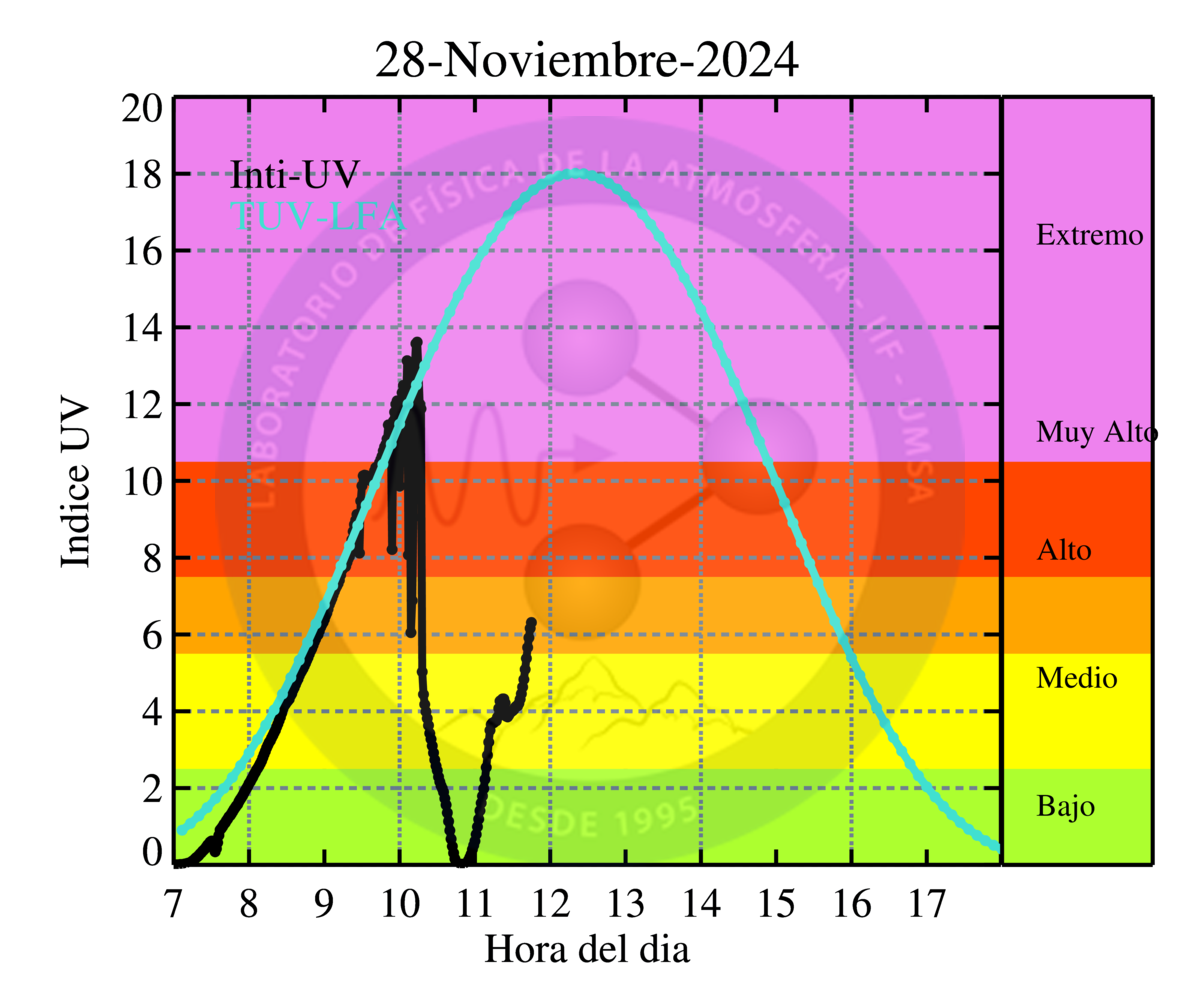 28-Noviembre-2024
Indice UV
20
18
16
14
12
10
8
6
4
2
0
Inti-UV
TUV-LFA
LABORATORIO DE FÍSICA DE LA ATMÓSFERA - IIF - UMSA
DESDE 1995
Extremo
Muy Alto
Alto
Medio
Bajo
7 8 9 10 11 12 13 14 15 16 17
Hora del dia